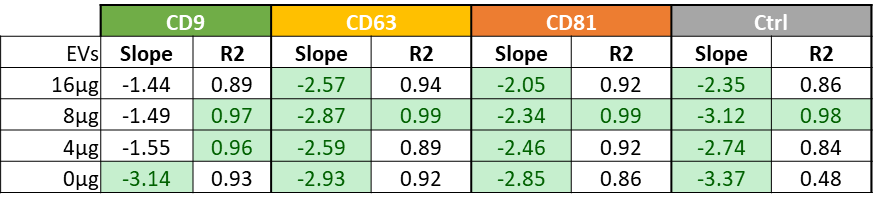 CD9 CD63 CD81 Ctrl
EVs Slope R2 Slope R2 Slope R2 Slope R2
16µg -1.44 0.89 -2.57 0.94 -2.05 0.92 -2.35 0.86
8µg -1.49 0.97 -2.87 0.99 -2.34 0.99 -3.12 0.98
4µg -1.55 0.96 -2.59 0.89 -2.46 0.92 -2.74 0.84
0µg -3.14 0.93 -2.93 0.92 -2.85 0.86 -3.37 0.48